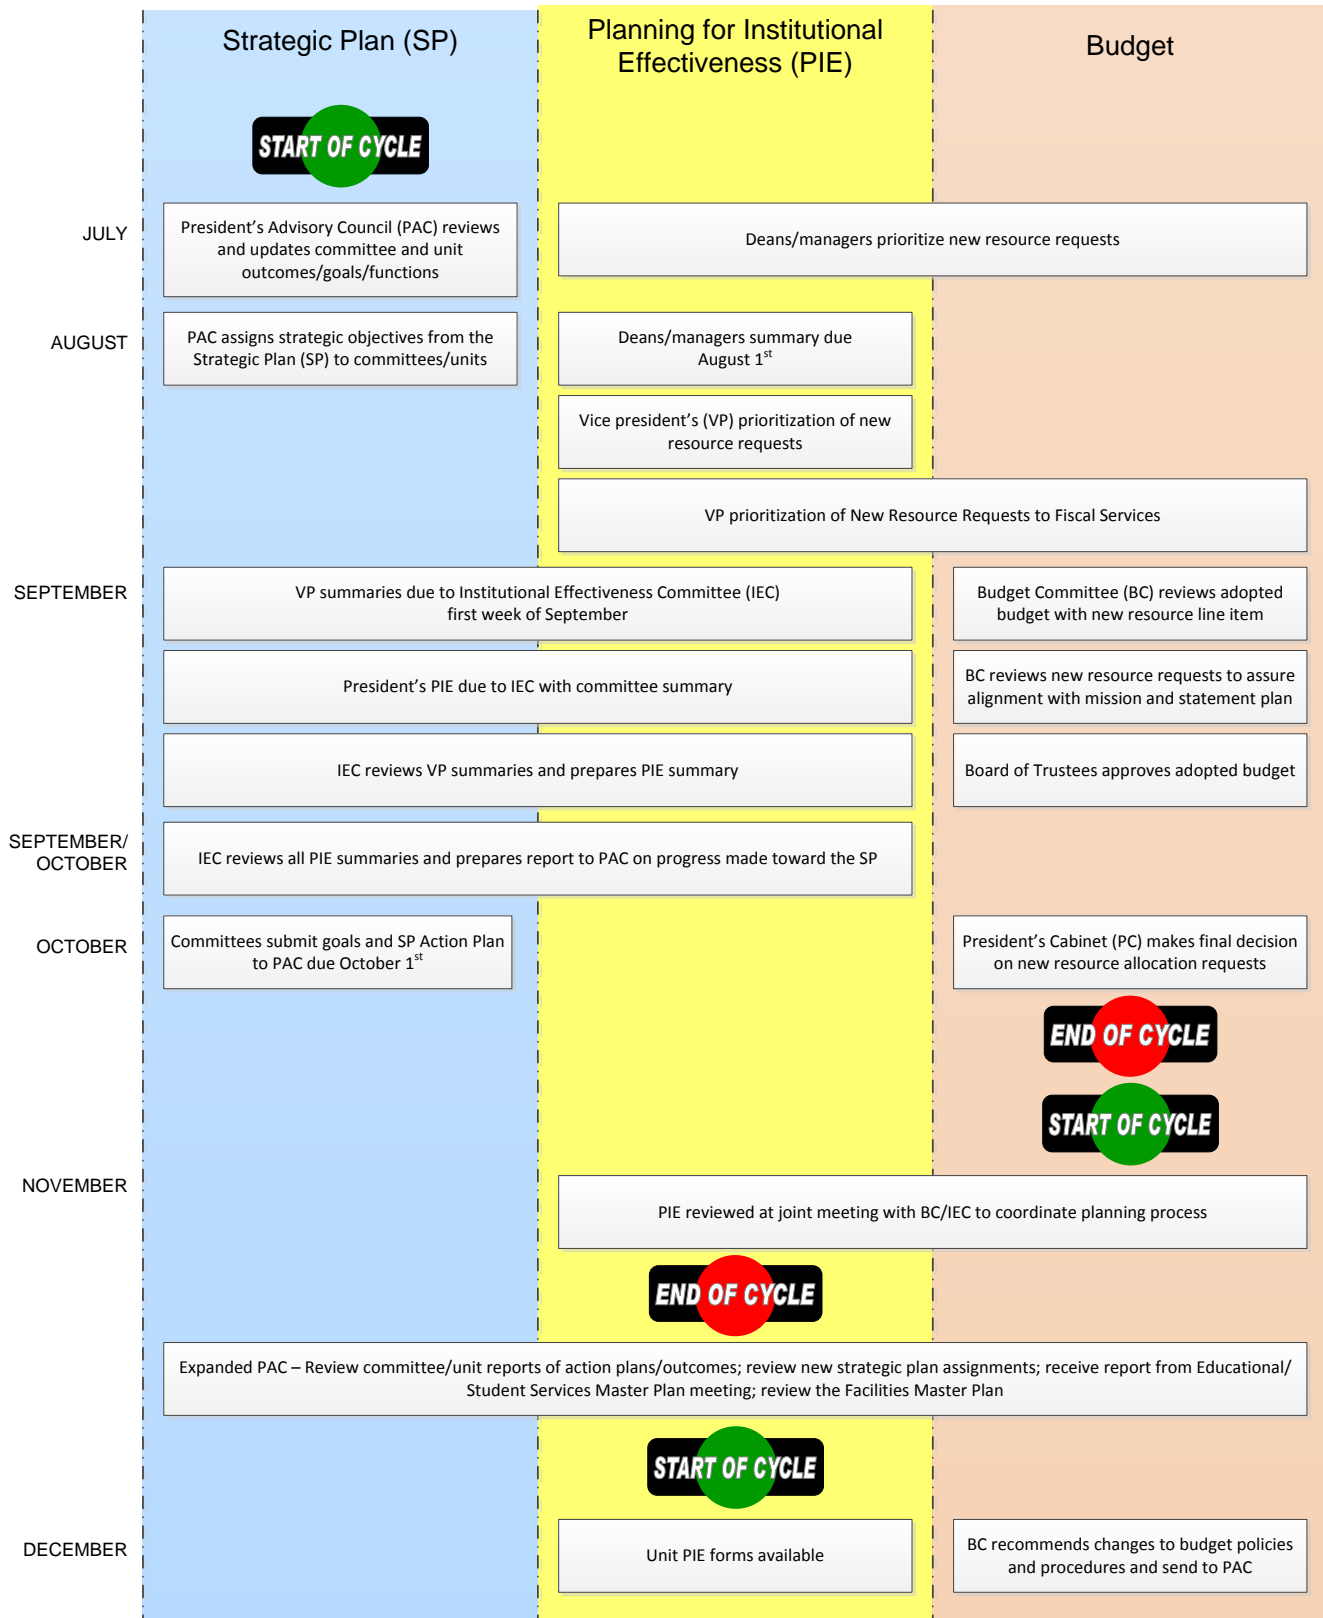 Strategic Plan (SP)
Planning for Institutional
Effectiveness (PIE)
Budget
START OF CYCLE
JULY
President’s Advisory Council (PAC) reviews
and updates committee and unit
outcomes/goals/functions
Deans/managers prioritize new resource requests
AUGUST
PAC assigns strategic objectives from the
Strategic Plan (SP) to committees/units
Deans/managers summary due
August 1st
Vice president’s (VP) prioritization of new
resource requests
VP prioritization of New Resource Requests to Fiscal Services
SEPTEMBER
VP summaries due to Institutional Effectiveness Committee (IEC)
first week of September
Budget Committee (BC) reviews adopted
budget with new resource line item
President’s PIE due to IEC with committee summary
BC reviews new resource requests to assure
alignment with mission and statement plan
IEC reviews VP summaries and prepares PIE summary
Board of Trustees approves adopted budget
SEPTEMBER/
OCTOBER
IEC reviews all PIE summaries and prepares report to PAC on progress made toward the SP
OCTOBER
Committees submit goals and SP Action Plan
to PAC due October 1st
President’s Cabinet (PC) makes final decision
on new resource allocation requests
END OF CYCLE
START OF CYCLE
NOVEMBER
PIE reviewed at joint meeting with BC/IEC to coordinate planning process
END OF CYCLE
Expanded PAC – Review committee/unit reports of action plans/outcomes; review new strategic plan assignments; receive report from Educational/
Student Services Master Plan meeting; review the Facilities Master Plan
START OF CYCLE
DECEMBER
Unit PIE forms available
BC recommends changes to budget policies
and procedures and send to PAC